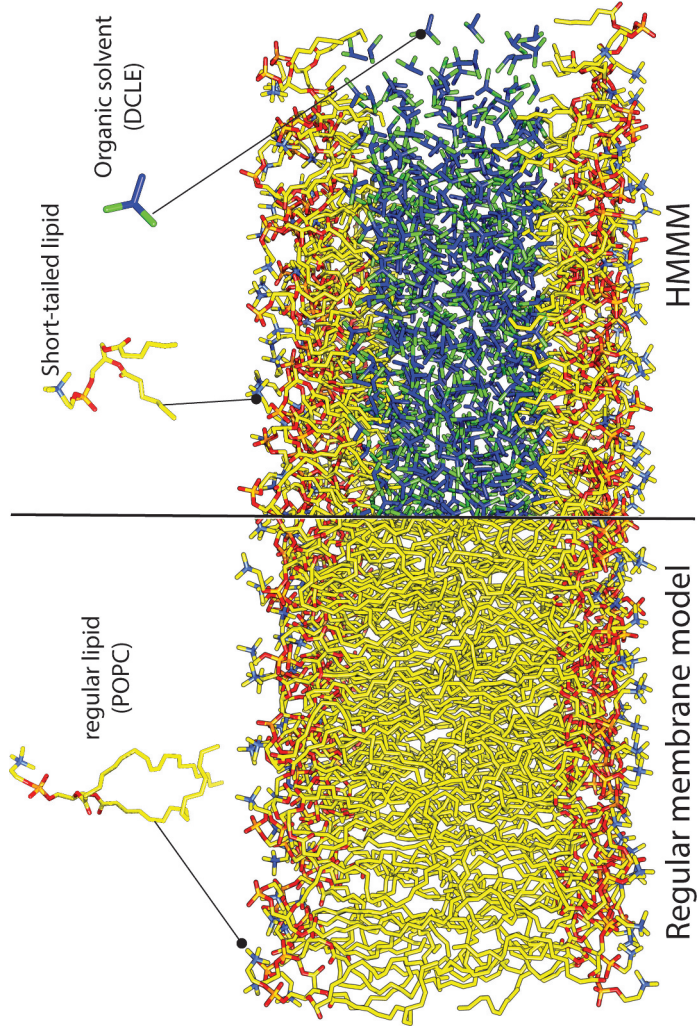 regular lipid
(POPC)
Short-tailed lipid
Organic solvent
(DCLE)
Regular membrane model
HMMM